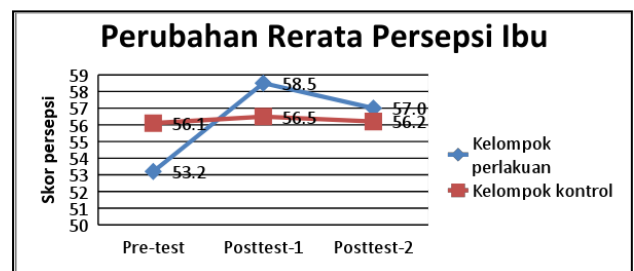 Perubahan Rerata Persepsi Ibu
Skor persepsi
59
58
57
56
55
54
53
52
51
50
58.5
57.0
56.1
56.5
56.2
53.2
Pre-test Posttest-1 Posttest-2
Kelompok
perlakuan
Kelompok kontrol